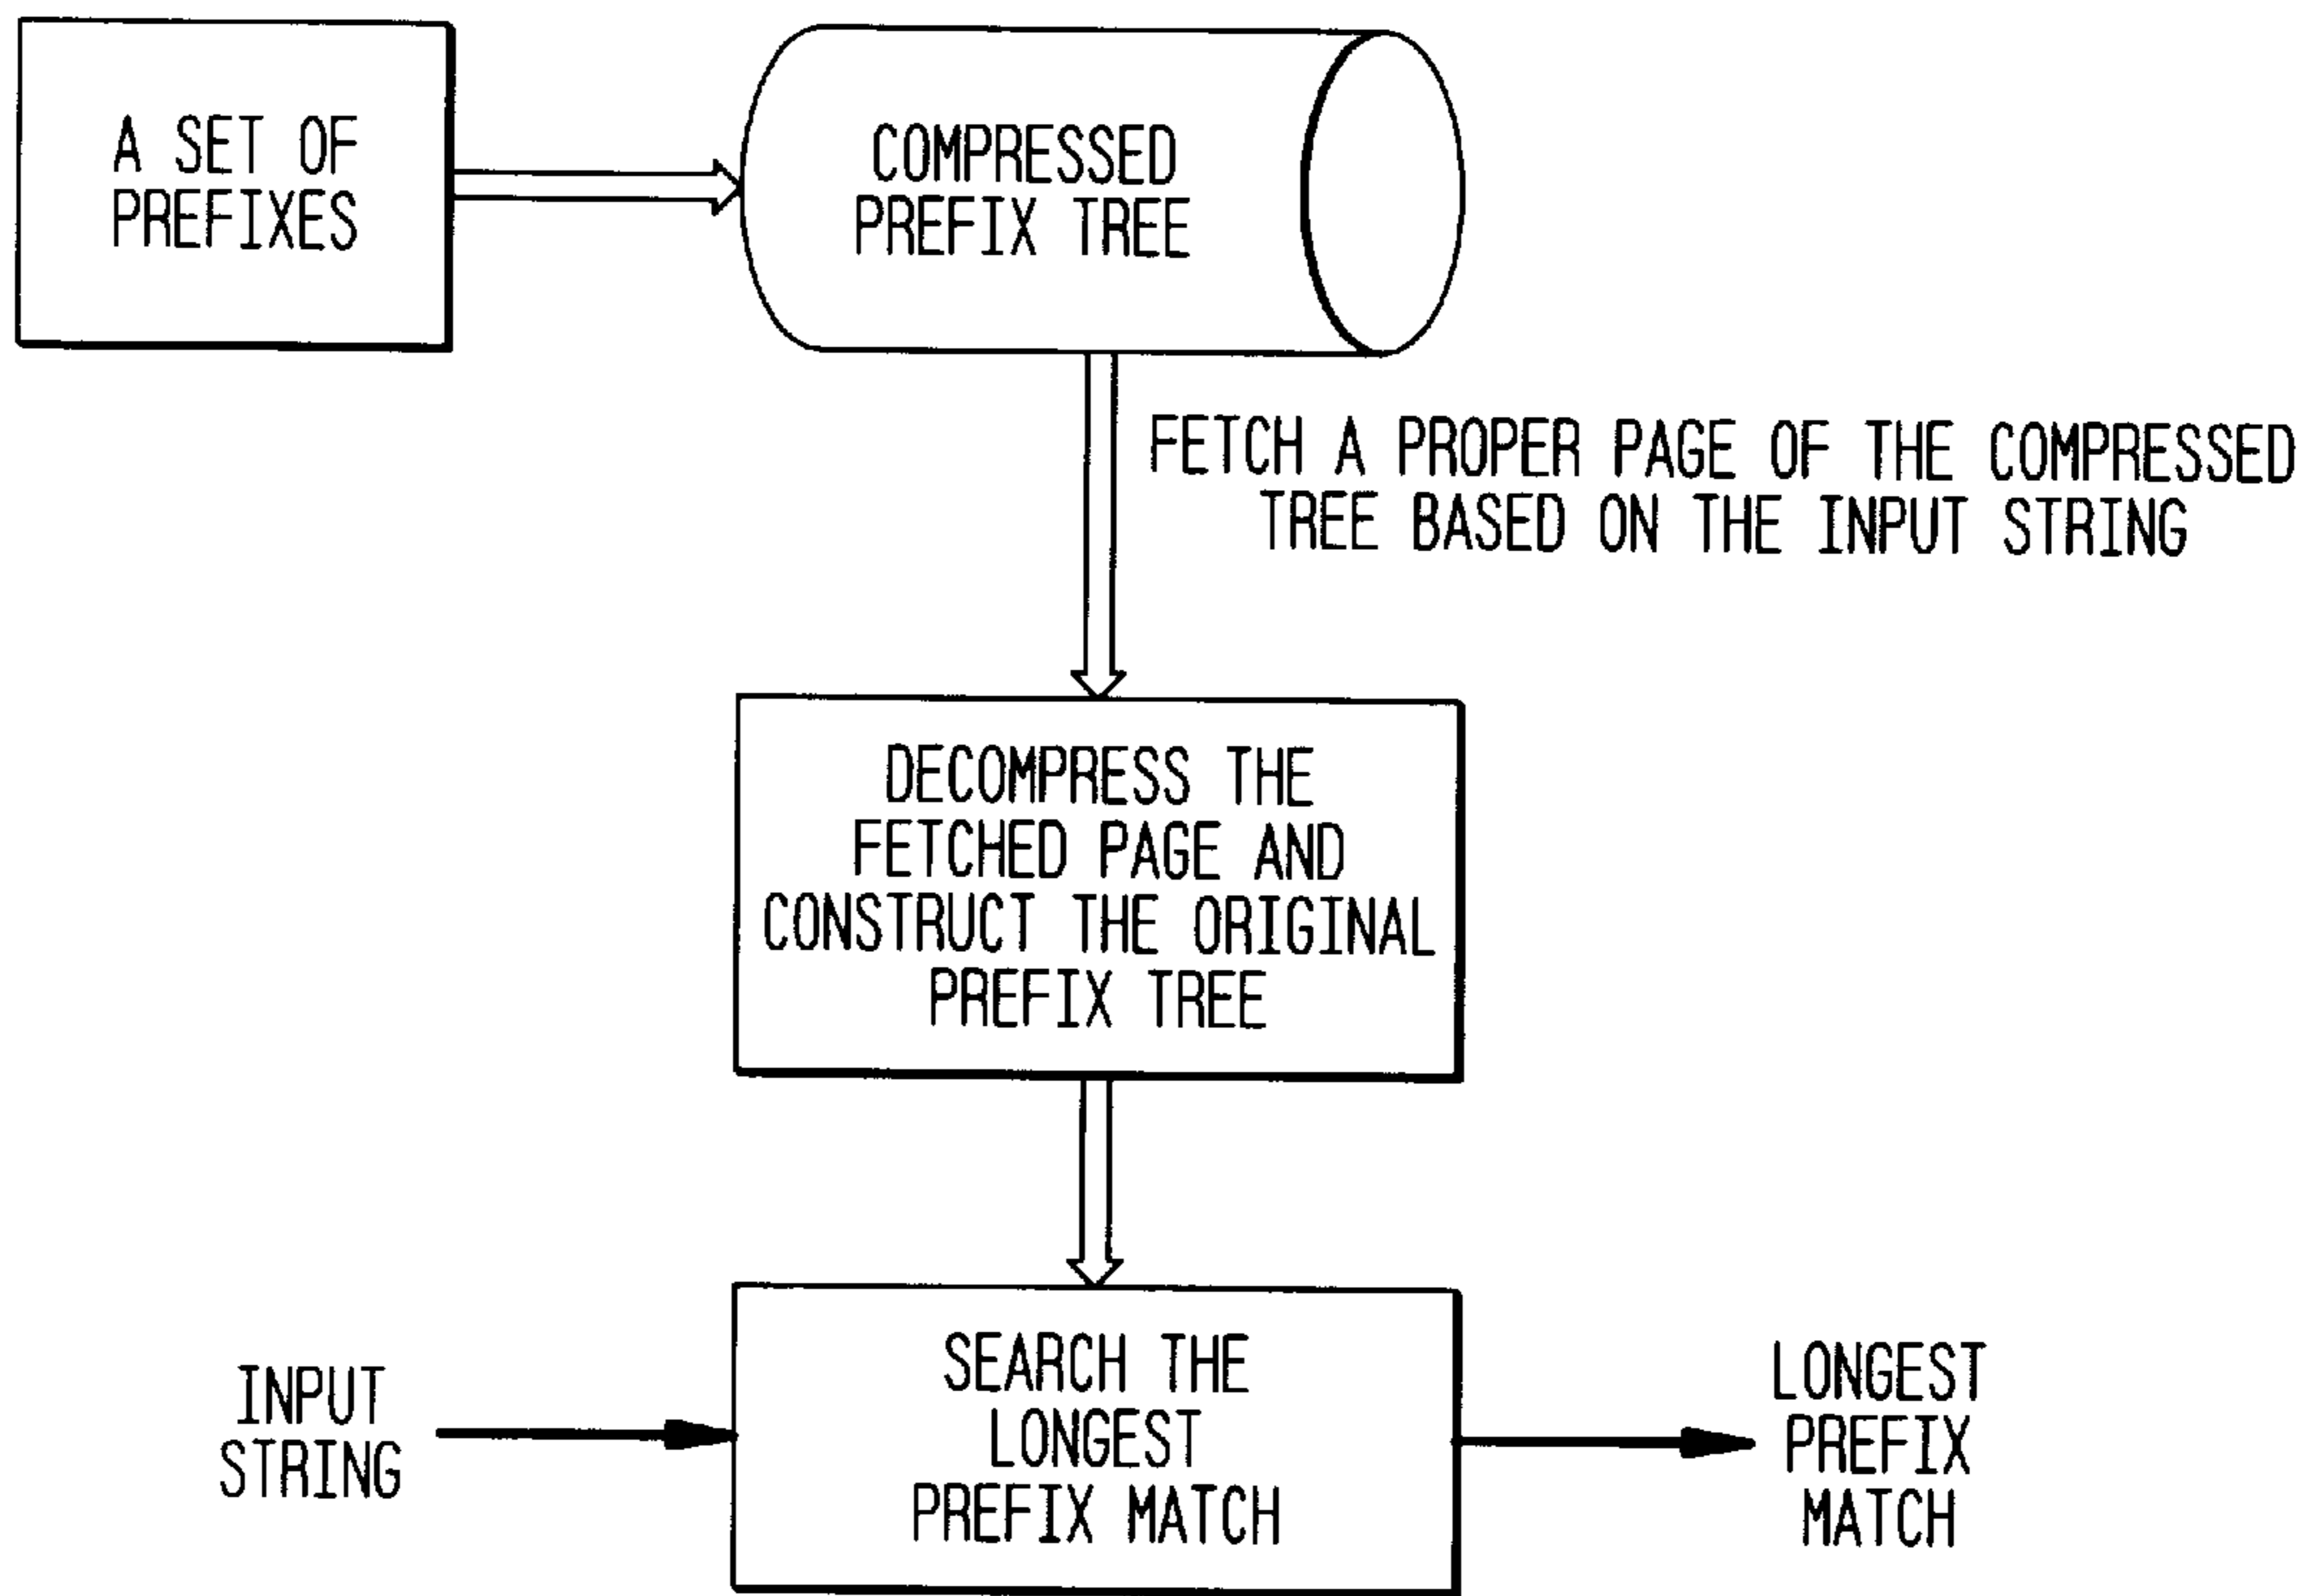 A SET OF
PREFIXES
COMPRESSED
PREFIX TREE
FETCH A PROPER PAGE OF THE COMPRESSED
TREE BASED ON THE INPUT STRING
DECOMPRESS THE
FETCHED PAGE AND
CONSTRUCT THE ORIGINAL
PREFIX TREE
INPUT
STRING
SEARCH THE
LONGEST
PREFIX MATCH
LONGEST
PREFIX
MATCH